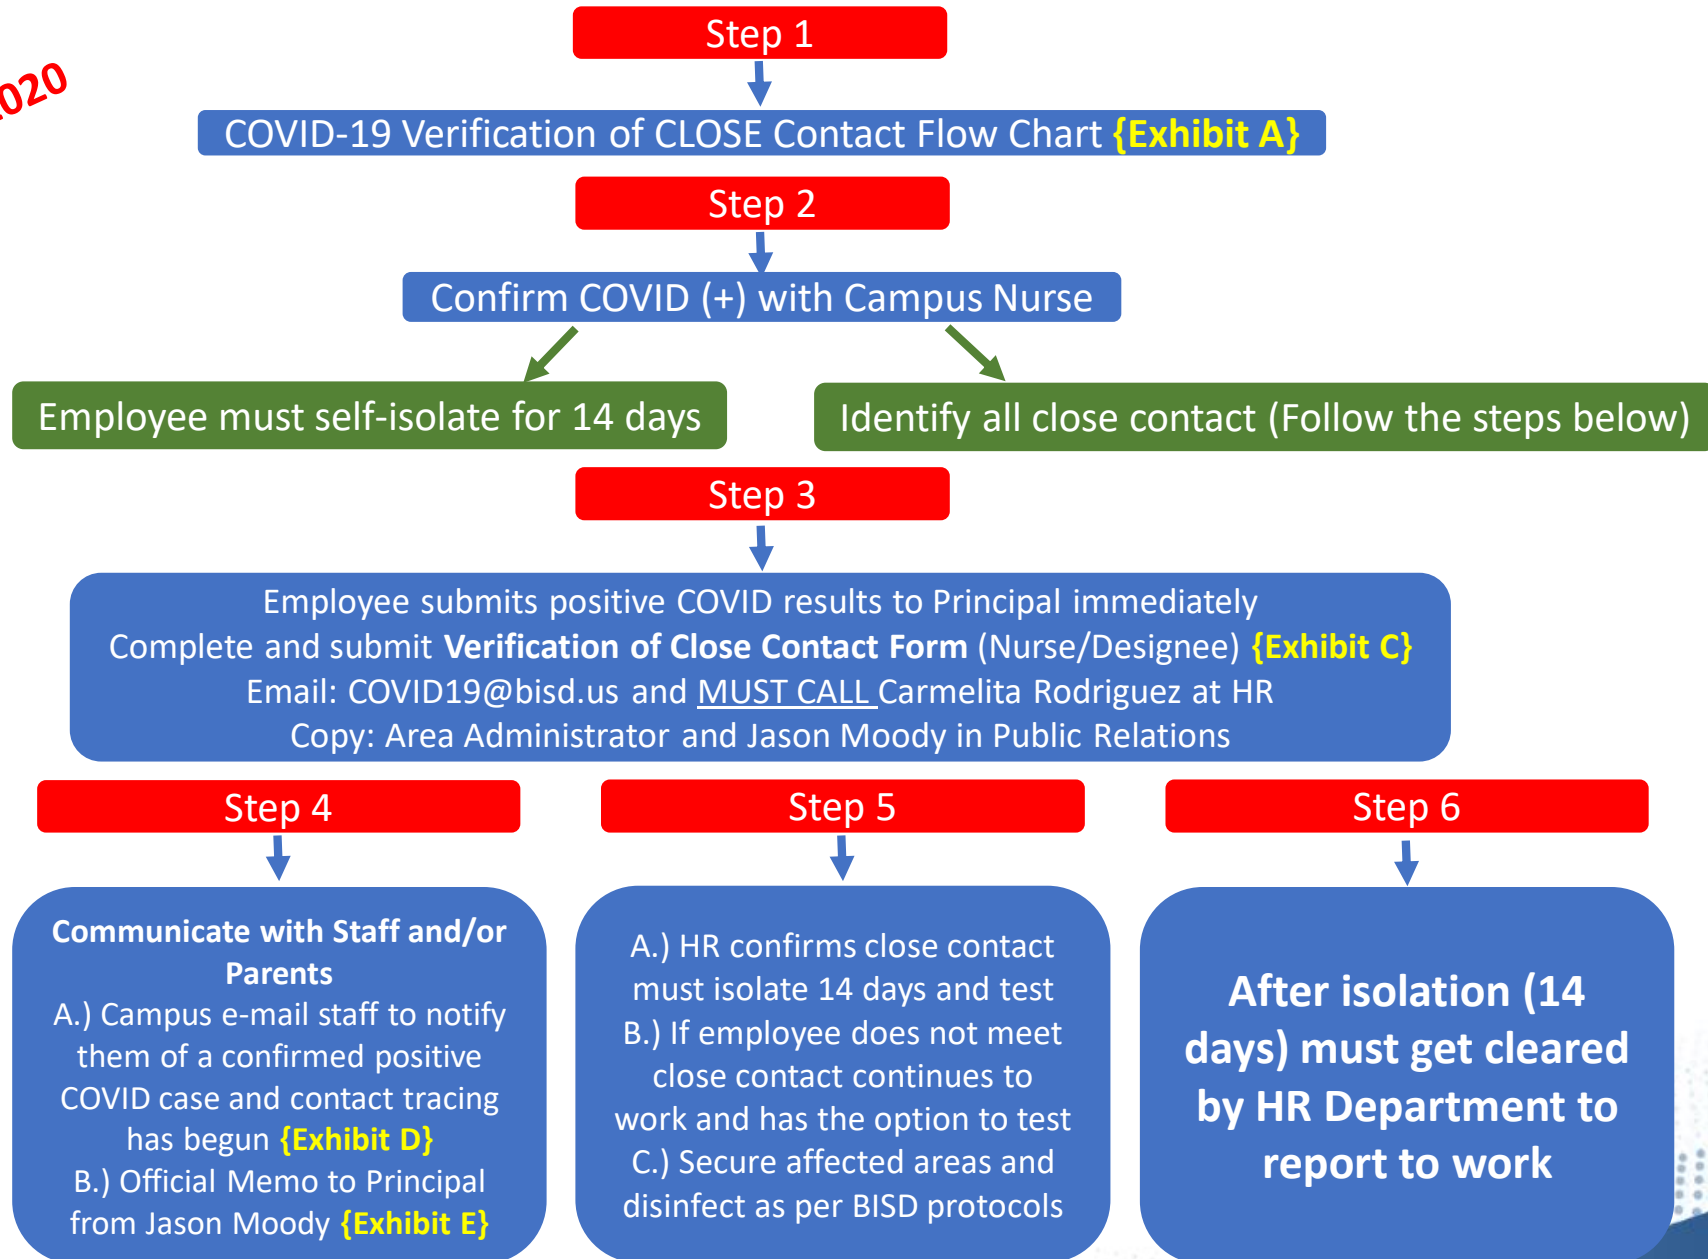 2020
Step 1
COVID-19 Verification of CLOSE Contact Flow Chart {Exhibit A}
Step 2
Confirm COVID (+) with Campus Nurse
Employee must self-isolate for 14 days
Identify all close contact (Follow the steps below)
Step 3
Employee submits positive COVID results to Principal immediately
Complete and submit Verification of Close Contact Form (Nurse/Designee) {Exhibit C}
Email: COVID19@bisd.us and MUST CALL Carmelita Rodriguez at HR
Copy: Area Administrator and Jason Moody in Public Relations
Step 4
Communicate with Staff and/or
Parents
A.) Campus e-mail staff to notify
them of a confirmed positive
COVID case and contact tracing
has begun {Exhibit D}
B.) Official Memo to Principal
from Jason Moody {Exhibit E}
Step 5
A.) HR confirms close contact
must isolate 14 days and test
B.) If employee does not meet
close contact continues to
work and has the option to test
C.) Secure affected areas and
disinfect as per BISD protocols
Step 6
After isolation (14
days) must get cleared
by HR Department to
report to work